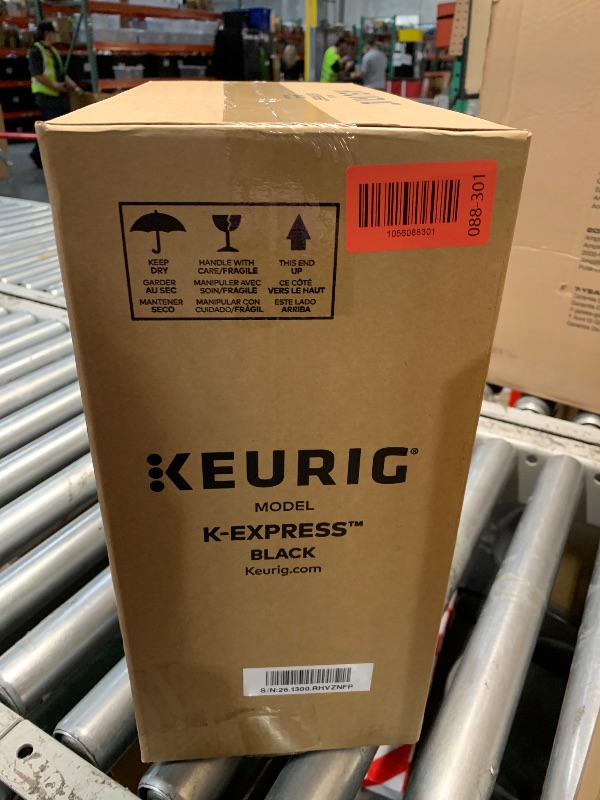 1056088301
088-301
KEEP
DRY
GARDER
AU SEC
MANTENER
SECO
HANDLE WITH
CARE/FRAGILE
MANIPULER AVEC
SOIN/FRAGILE
MANIPULAR CON
CUIDADO/FRÁGIL
THIS END
UP
CE CÔTÉ
VERS LE HAUT
ESTE LADO
ARRIBA
KEURIG®
MODEL
K-EXPRESS™
BLACK
Keurig.com
S/N:26.1300.RHVZNFP